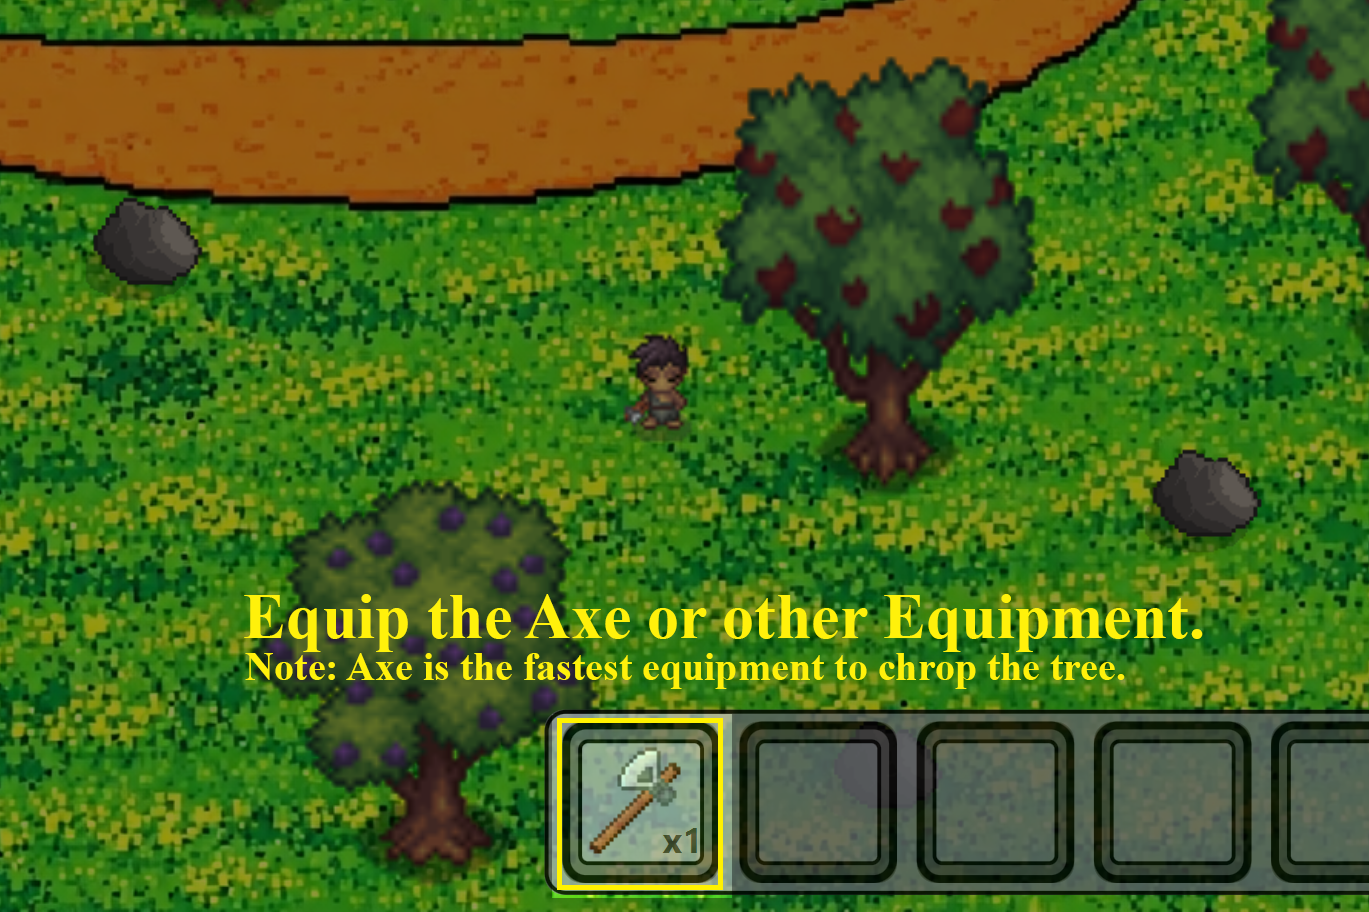 Equip the Axe or other Equipment.
Note: Axe is the fastest equipment to chrop the tree.
x1